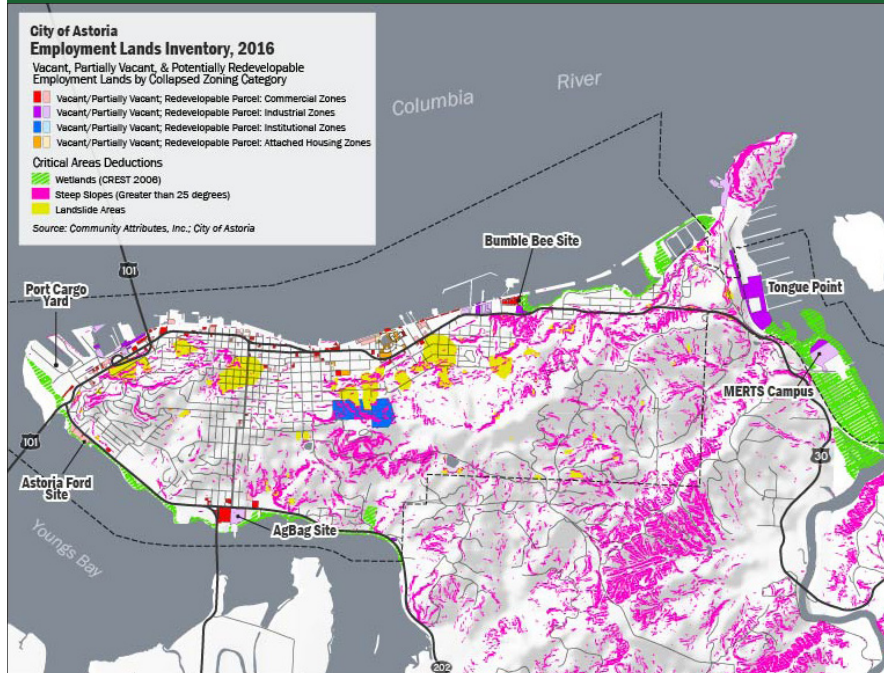 City of Astoria
Employment Lands Inventory, 2016
Vacant, Partially Vacant, & Potentially Redevelopable
Employment Lands by Collapsed Zoning Category
Vacant/Partially Vacant; Redevelopable Parcel: Commercial Zones
Vacant/Partially Vacant; Redevelopable Parcel: Industrial Zones
Vacant/Partially Vacant; Redevelopable Parcel: Institutional Zones
Vacant/Partially Vacant; Redevelopable Parcel: Attached Housing Zones
Critical Areas Deductions
Wetlands (CREST 2006)
Steep Slopes (Greater than 25 degrees)
Landslide Areas
Source: Community Attributes, Inc.; City of Astoria
Columbia
River
Bumble Bee Site
101
Port Cargo
Yard
Tongue Point
MERTS Campus
101
30
Astoria Ford
Site
AgBag Site
Youngs Bay
202